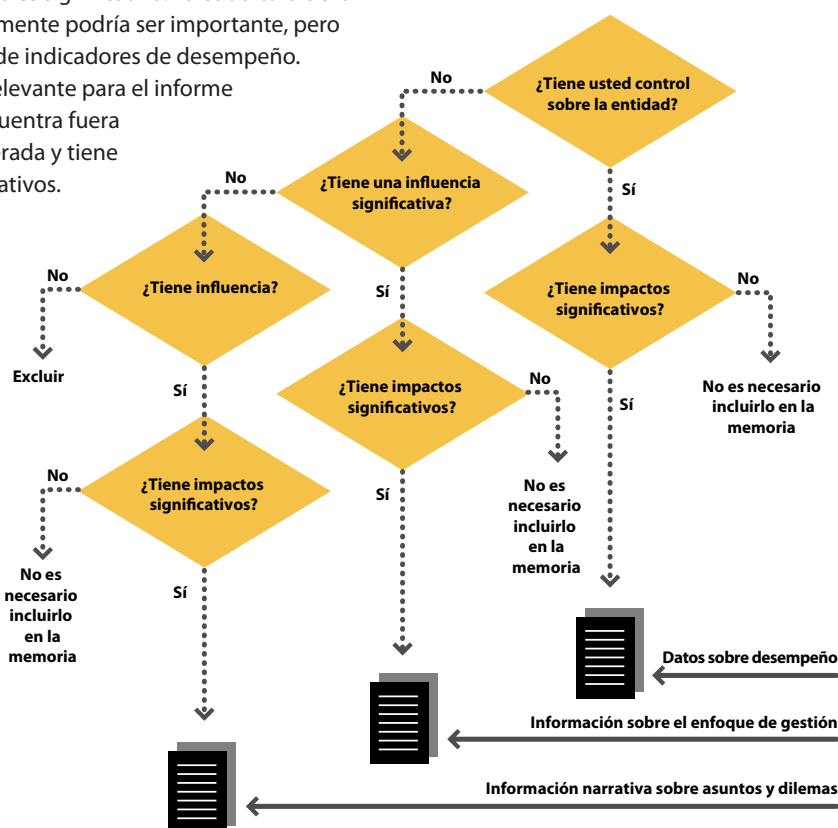 mente podría ser importante, pero
de indicadores de desempeño.
elevante para el informe
uentra fuera
erada y tiene
ativos.
¿Tiene usted control
sobre la entidad?
No
Sí
¿Tiene una influencia
significativa?
No
Sí
¿Tiene influencia?
No
Excluir
Sí
¿Tiene impactos
significativos?
No
No es necesario
incluirlo en la
memoria
Sí
¿Tiene impactos
significativos?
No
No es
necesario
incluirlo
en la
memoria
Sí
¿Tiene impactos
significativos?
No
No es
necesario
incluirlo
en la
memoria
Sí
Datos sobre desempeño
Información sobre el enfoque de gestión
Información narrativa sobre asuntos y dilemas